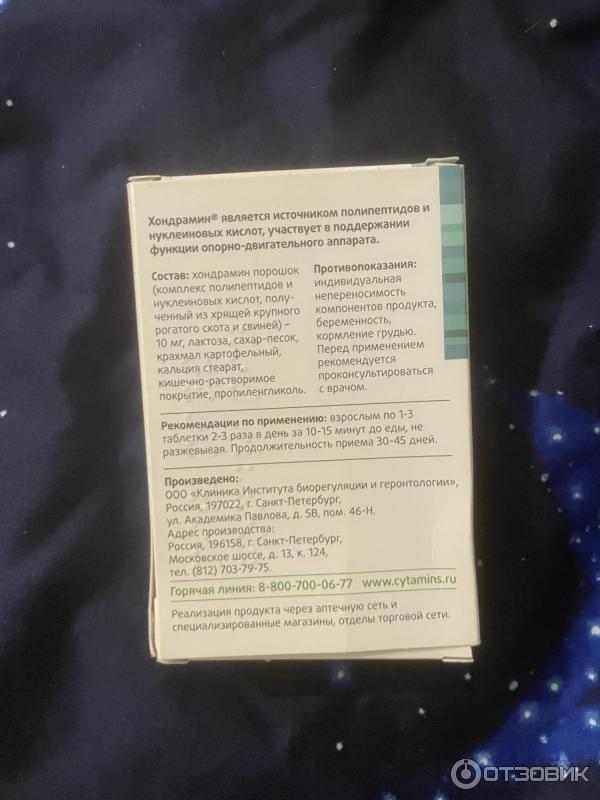 Хондрамин® является источником полипептидов и
нуклеиновых кислот, участвует в поддержании
функции опорно-двигательного аппарата.
Состав: хондрамин порошок
(комплекс полипептидов и
нуклеиновых кислот, полу-
ченный из хрящей крупного
рогатого скота и свиней) –
10 мг, лактоза, сахар-песок,
крахмал картофельный,
кальция стеарат,
кишечно-растворимое
покрытие, пропиленгликоль.
Противопоказания:
индивидуальная
непереносимость
компонентов продукта,
беременность,
кормление грудью.
Перед применением
рекомендуется
проконсультироваться
с врачом.
Рекомендации по применению: взрослым по 1-3
таблетки 2-3 раза в день за 10-15 минут до еды, не
разжевывая. Продолжительность приема 30-45 дней.
Произведено:
ООО «Клиника Института биорегуляции и геронтологии»,
Россия, 197022, г. Санкт-Петербург,
ул. Академика Павлова, д. 5В, пом. 46-Н.
Адрес производства:
Россия, 196158, г. Санкт-Петербург,
Московское шоссе, д. 13, к. 124,
тел. (812) 703-79-75.
Горячая линия: 8-800-700-06-77 www.cytamins.ru
Реализация продукта через аптечную сеть и
специализированные магазины, отделы торговой сети.
ОТЗОВИК